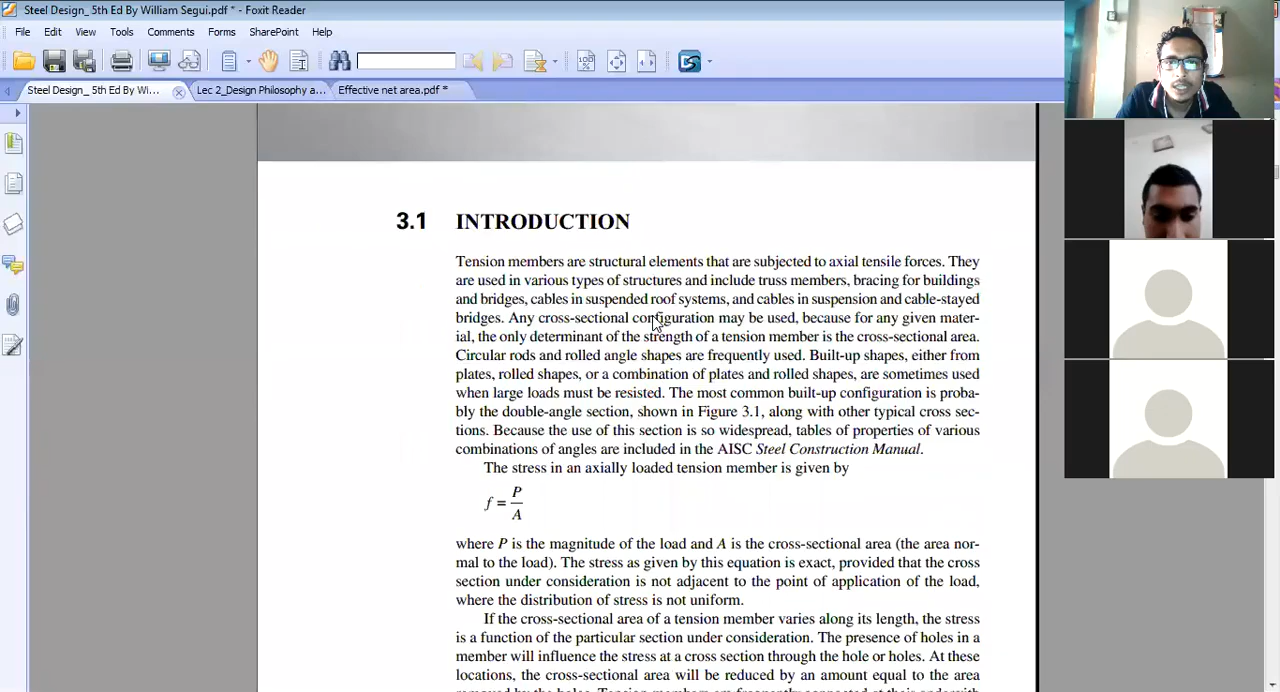 Steel Design_ 5th Ed By William Segui.pdf * - Foxit Reader
File Edit View Tools Comments Forms SharePoint Help
Steel Design_ 5th Ed By Wi... Lec 2_Design Philosophy a... Effective net area.pdf *
3.1 INTRODUCTION
Tension members are structural elements that are subjected to axial tensile forces. They
are used in various types of structures and include truss members, bracing for buildings
and bridges, cables in suspended roof systems, and cables in suspension and cable-stayed
bridges. Any cross-sectional configuration may be used, because for any given mater-
ial, the only determinant of the strength of a tension member is the cross-sectional area.
Circular rods and rolled angle shapes are frequently used. Built-up shapes, either from
plates, rolled shapes, or a combination of plates and rolled shapes, are sometimes used
when large loads must be resisted. The most common built-up configuration is proba-
bly the double-angle section, shown in Figure 3.1, along with other typical cross sec-
tions. Because the use of this section is so widespread, tables of properties of various
combinations of angles are included in the AISC Steel Construction Manual.
The stress in an axially loaded tension member is given by
f = P
A
where P is the magnitude of the load and A is the cross-sectional area (the area nor-
mal to the load). The stress as given by this equation is exact, provided that the cross
section under consideration is not adjacent to the point of application of the load,
where the distribution of stress is not uniform.
If the cross-sectional area of a tension member varies along its length, the stress
is a function of the particular section under consideration. The presence of holes in a
member will influence the stress at a cross section through the hole or holes. At these
locations, the cross-sectional area will be reduced by an amount equal to the area